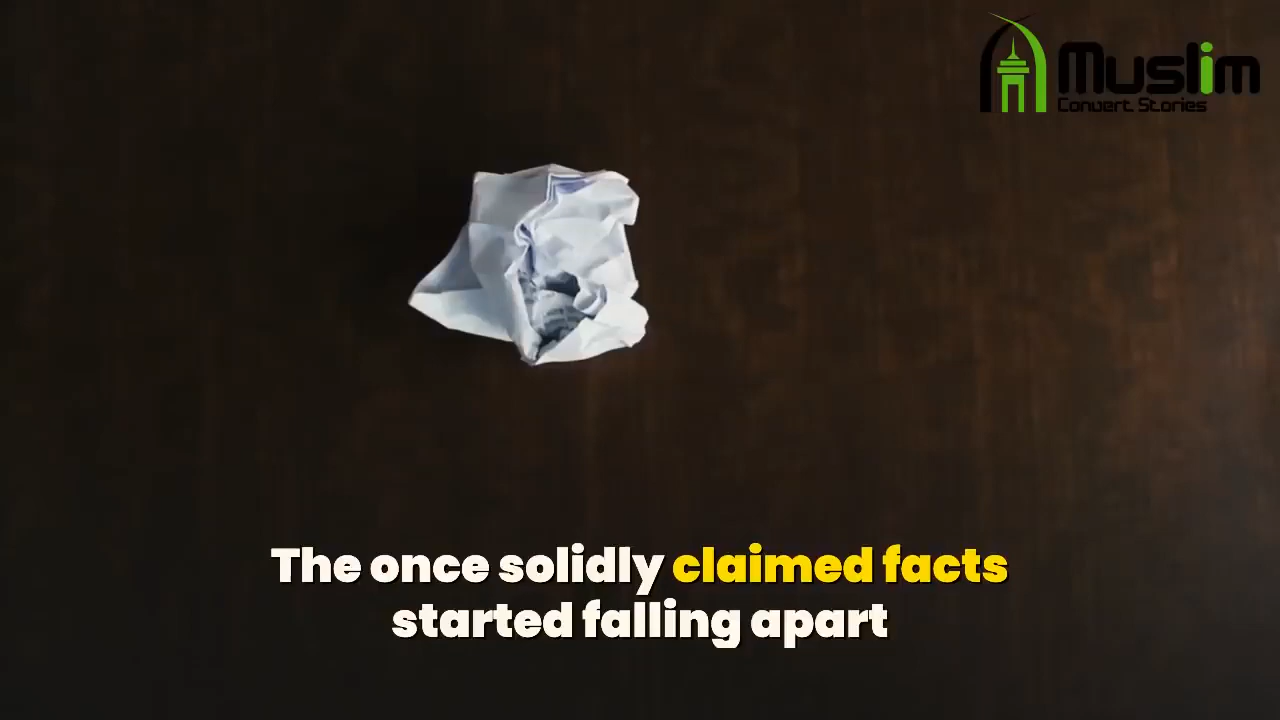 Muslim
Convert Stories
The once solidly claimed facts
started falling apart